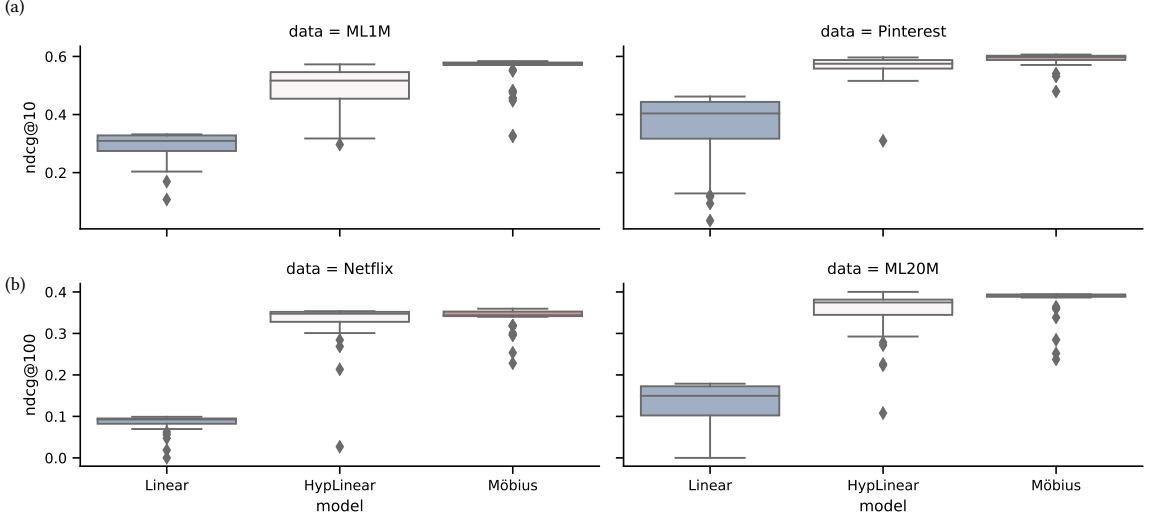 (a)
data = ML1M
data = Pinterest
ndcg@10
0.6
0.4
0.2
(b)
data = Netflix
data = ML20M
ndcg@100
0.4
0.3
0.2
0.1
0.0
Linear HypLinear Möbius
model
Linear HypLinear Möbius
model